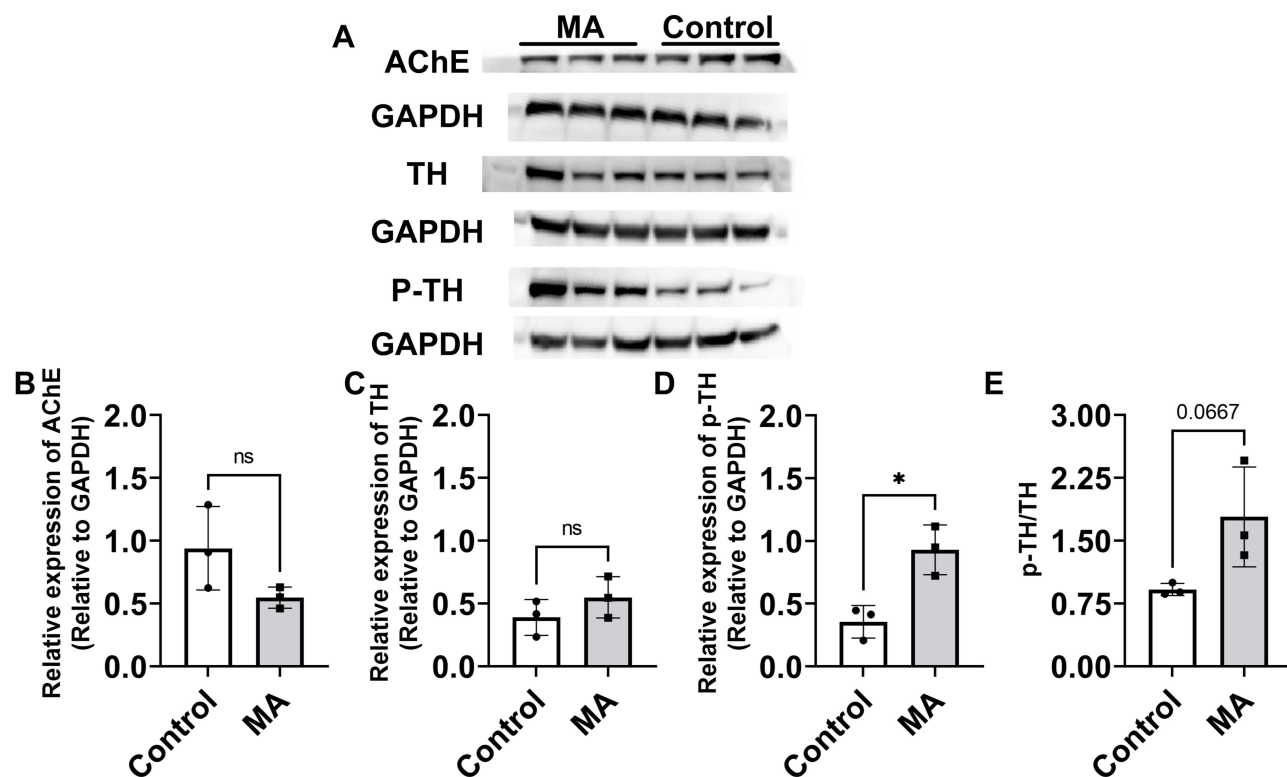 A
MA Control
AChE
GAPDH
TH
GAPDH
P-TH
GAPDH
B
Relative expression of AChE
(Relative to GAPDH)
2.0
1.5
1.0
0.5
0.0
ns
Control MA
C
Relative expression of TH
(Relative to GAPDH)
2.0
1.5
1.0
0.5
0.0
ns
Control MA
D
Relative expression of p-TH
(Relative to GAPDH)
2.0
1.5
1.0
0.5
0.0
*
Control MA
E
p-TH/TH
3.00
2.25
1.50
0.75
0.00
0.0667
Control MA